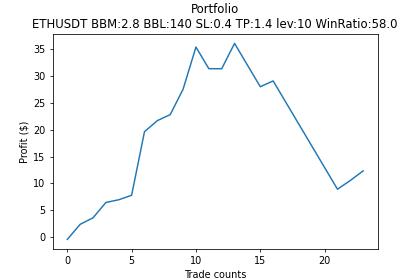 Portfolio
ETHUSDT BBM:2.8 BBL:140 SL:0.4 TP:1.4 lev:10 WinRatio:58.0
35
30
25
20
15
10
5
0
Profit ($)
0 5 10 15 20
Trade counts